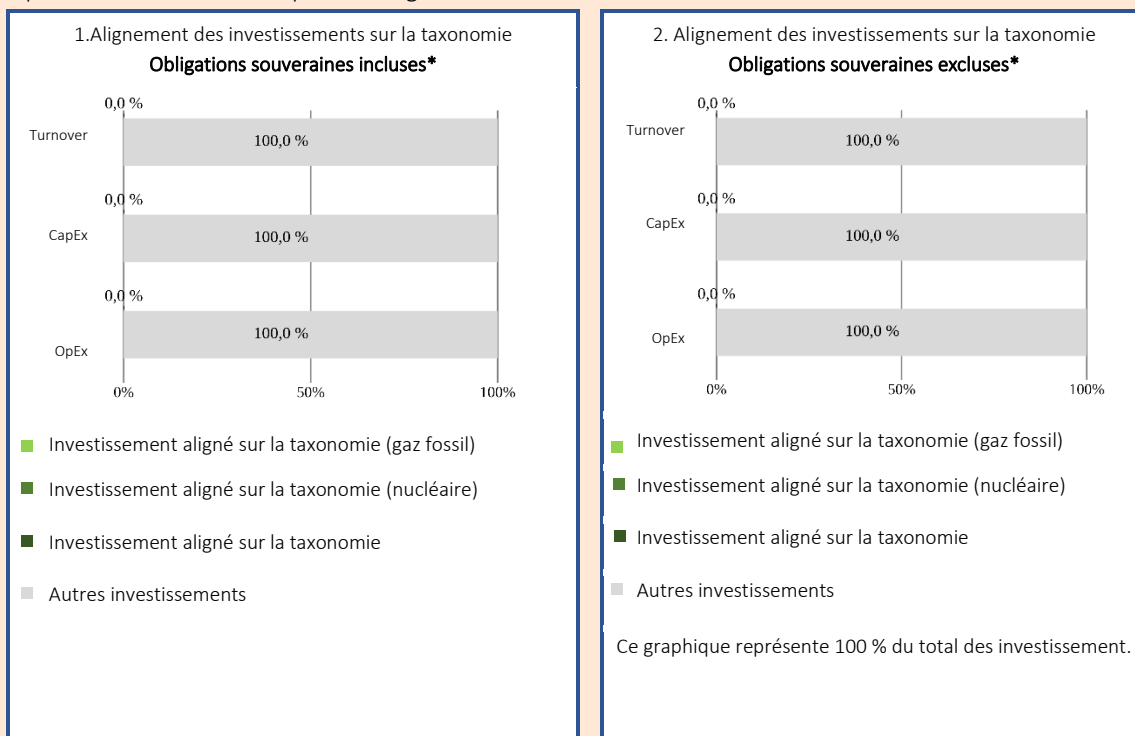 1.Alignement des investissements sur la taxonomie
Obligations souveraines incluses*
0,0 %
Turnover
100,0 %
0,0 %
CapEx
100,0 %
0,0 %
OpEx
100,0 %
0%
50%
100%
Investissement aligné sur la taxonomie (gaz fossil)
Investissement aligné sur la taxonomie (nucléaire)
Investissement aligné sur la taxonomie
Autres investissements
2. Alignement des investissements sur la taxonomie
Obligations souveraines excluses*
0,0 %
Turnover
100,0 %
0,0 %
CapEx
100,0 %
0,0 %
OpEx
100,0 %
0%
50%
100%
Investissement aligné sur la taxonomie (gaz fossil)
Investissement aligné sur la taxonomie (nucléaire)
Investissement aligné sur la taxonomie
Autres investissements
Ce graphique représente 100 % du total des investissement.